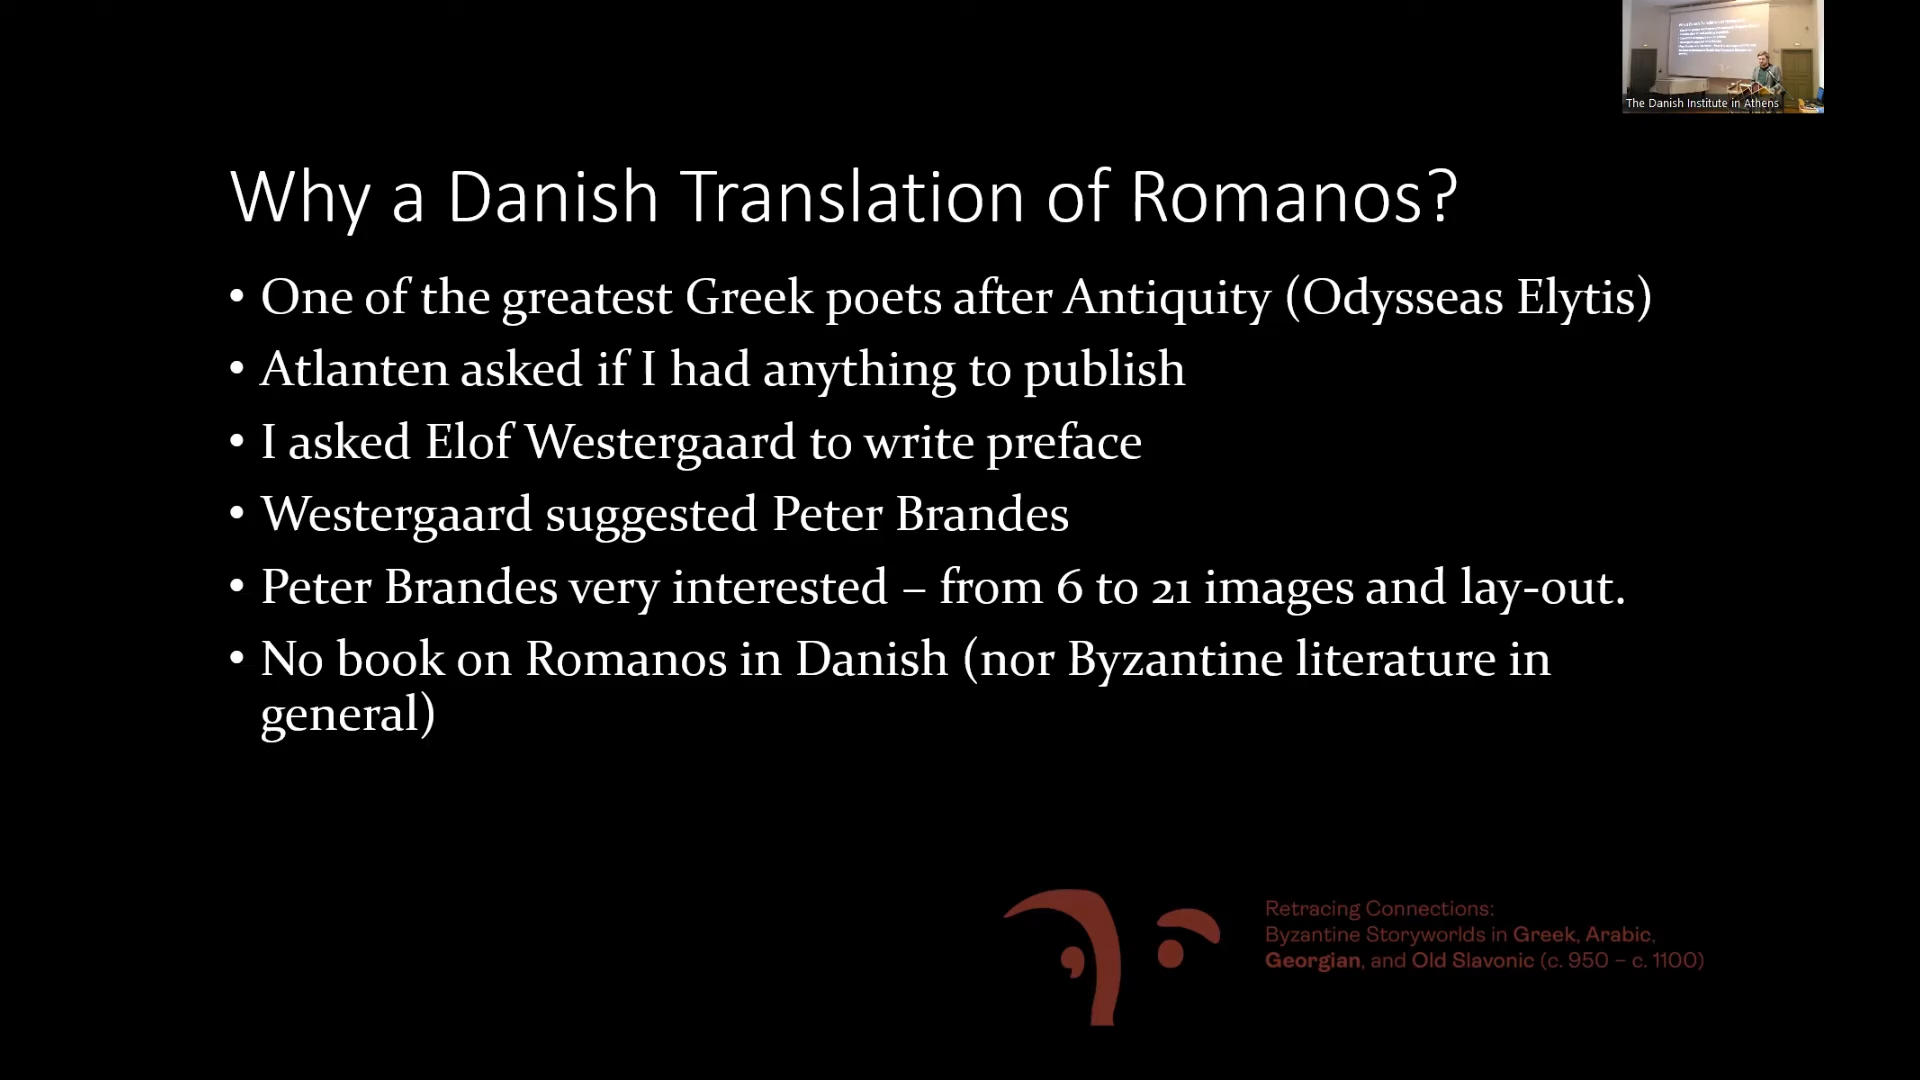 The Danish Institute in Athens
Why a Danish Translation of Romanos?
• One of the greatest Greek poets after Antiquity (Odysseas Elytis)
• Atlanten asked if I had anything to publish
• I asked Elof Westergaard to write preface
• Westergaard suggested Peter Brandes
• Peter Brandes very interested – from 6 to 21 images and lay-out.
• No book on Romanos in Danish (nor Byzantine literature in
general)
Retracing Connections:
Byzantine Storyworlds in Greek, Arabic,
Georgian, and Old Slavonic (c. 950 – c. 1100)